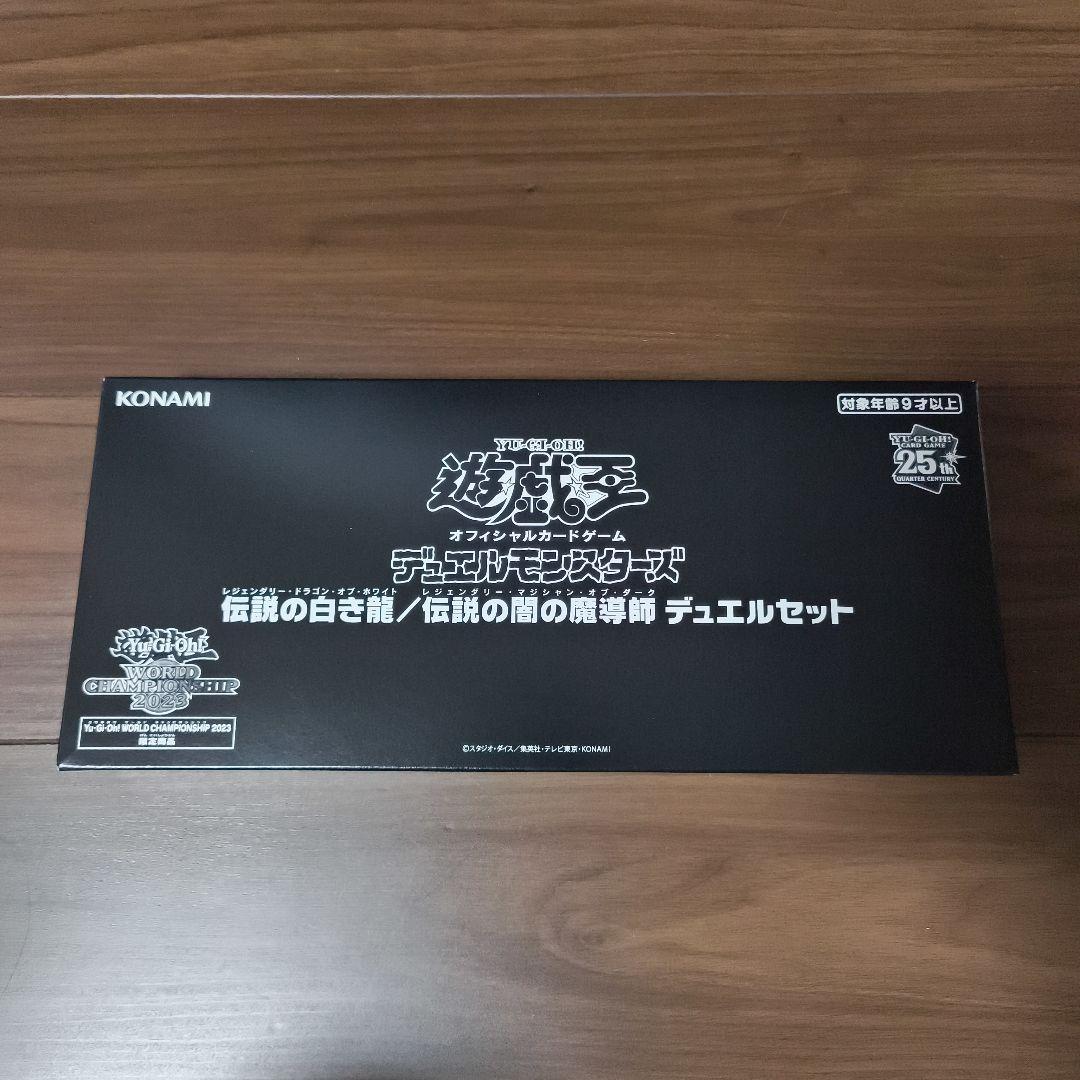 KONAMI
対象年齢9才以上
YU-GI-OH!
遊戯王
オフィシャルカードゲーム
デュエルモンスターズ
YU-GI-OH!
CARD GAME
25th
QUARTER CENTURY
レジェンダリー・ドラゴン・オブ・ホワイト レジェンダリー・マジシャン・オブ・ダーク
伝説の白き龍／伝説の闇の魔導師 デュエルセット
Yu-Gi-Oh!
WORLD
CHAMPIONSHIP
2023
Yu-Gi-Oh! WORLD CHAMPIONSHIP 2023
限定商品
©スタジオ・ダイス／集英社・テレビ東京・KONAMI